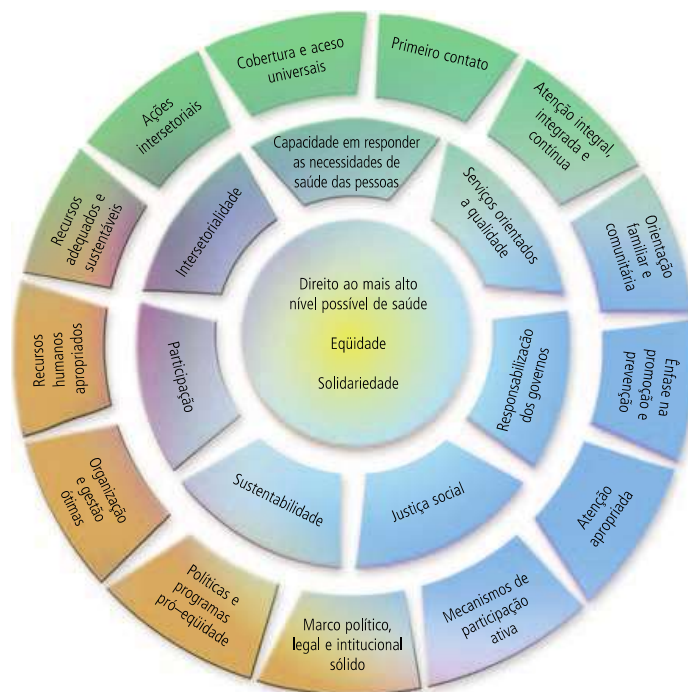 Cobertura e aceso
universais
Primeiro contato
Atenção integral,
integrada e
contínua
Orientação
familiar e
comunitária
Ênfase na
promoção e
prevenção
Atenção
apropriada
Mecanismos de
participação
ativa
Marco político,
legal e intitucional
sólido
Políticas e
programas
pró-eqüidade
Organização
e gestão
ótimas
Recursos
humanos
apropriados
Recursos
adequados e
sustentáveis
Ações
intersetoriais
Capacidade em responder
as necessidades de
saúde das pessoas
Serviços orientados
a qualidade
Responsabilização
dos governos
Justiça social
Sustentabilidade
Participação
Intersetorialidade
Direito ao mais alto
nível possível de saúde
Eqüidade
Solidariedade